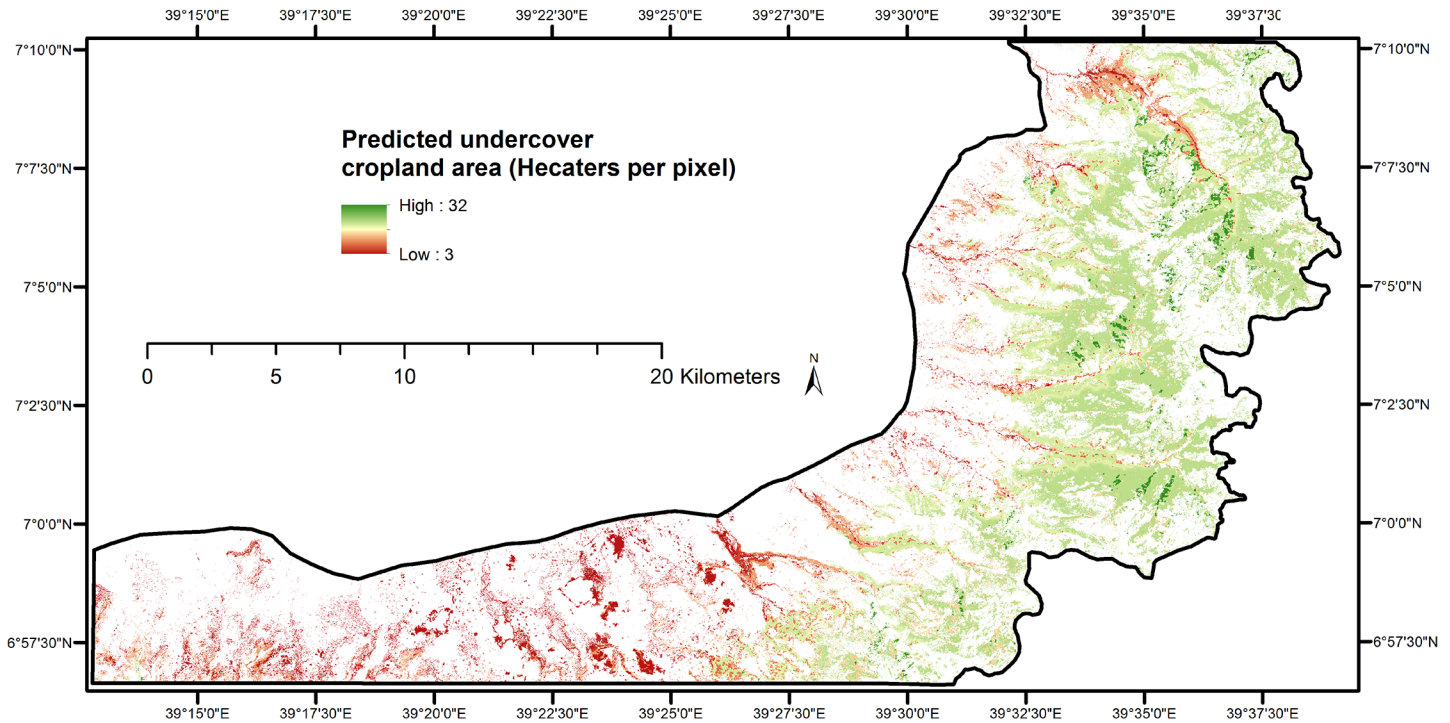 39°15'0"E 39°17'30"E 39°20'0"E 39°22'30"E 39°25'0"E 39°27'30"E 39°30'0"E 39°32'30"E 39°35'0"E 39°37'30
7°10'0"N 7°10'0"N
Predicted undercover
cropland area (Hecaters per pixel)
7°7'30"N 7°7'30"N
High : 32
Low : 3
7°5'0"N 7°5'0"N
N
0 5 10 20 Kilometers
7°2'30"N 7°2'30"N
7°0'0"N 7°0'0"N
6°57'30"N 6°57'30"N
39°15'0"E 39°17'30"E 39°20'0"E 39°22'30"E 39°25'0"E 39°27'30"E 39°30'0"E 39°32'30"E 39°35'0"E 39°37'30"E